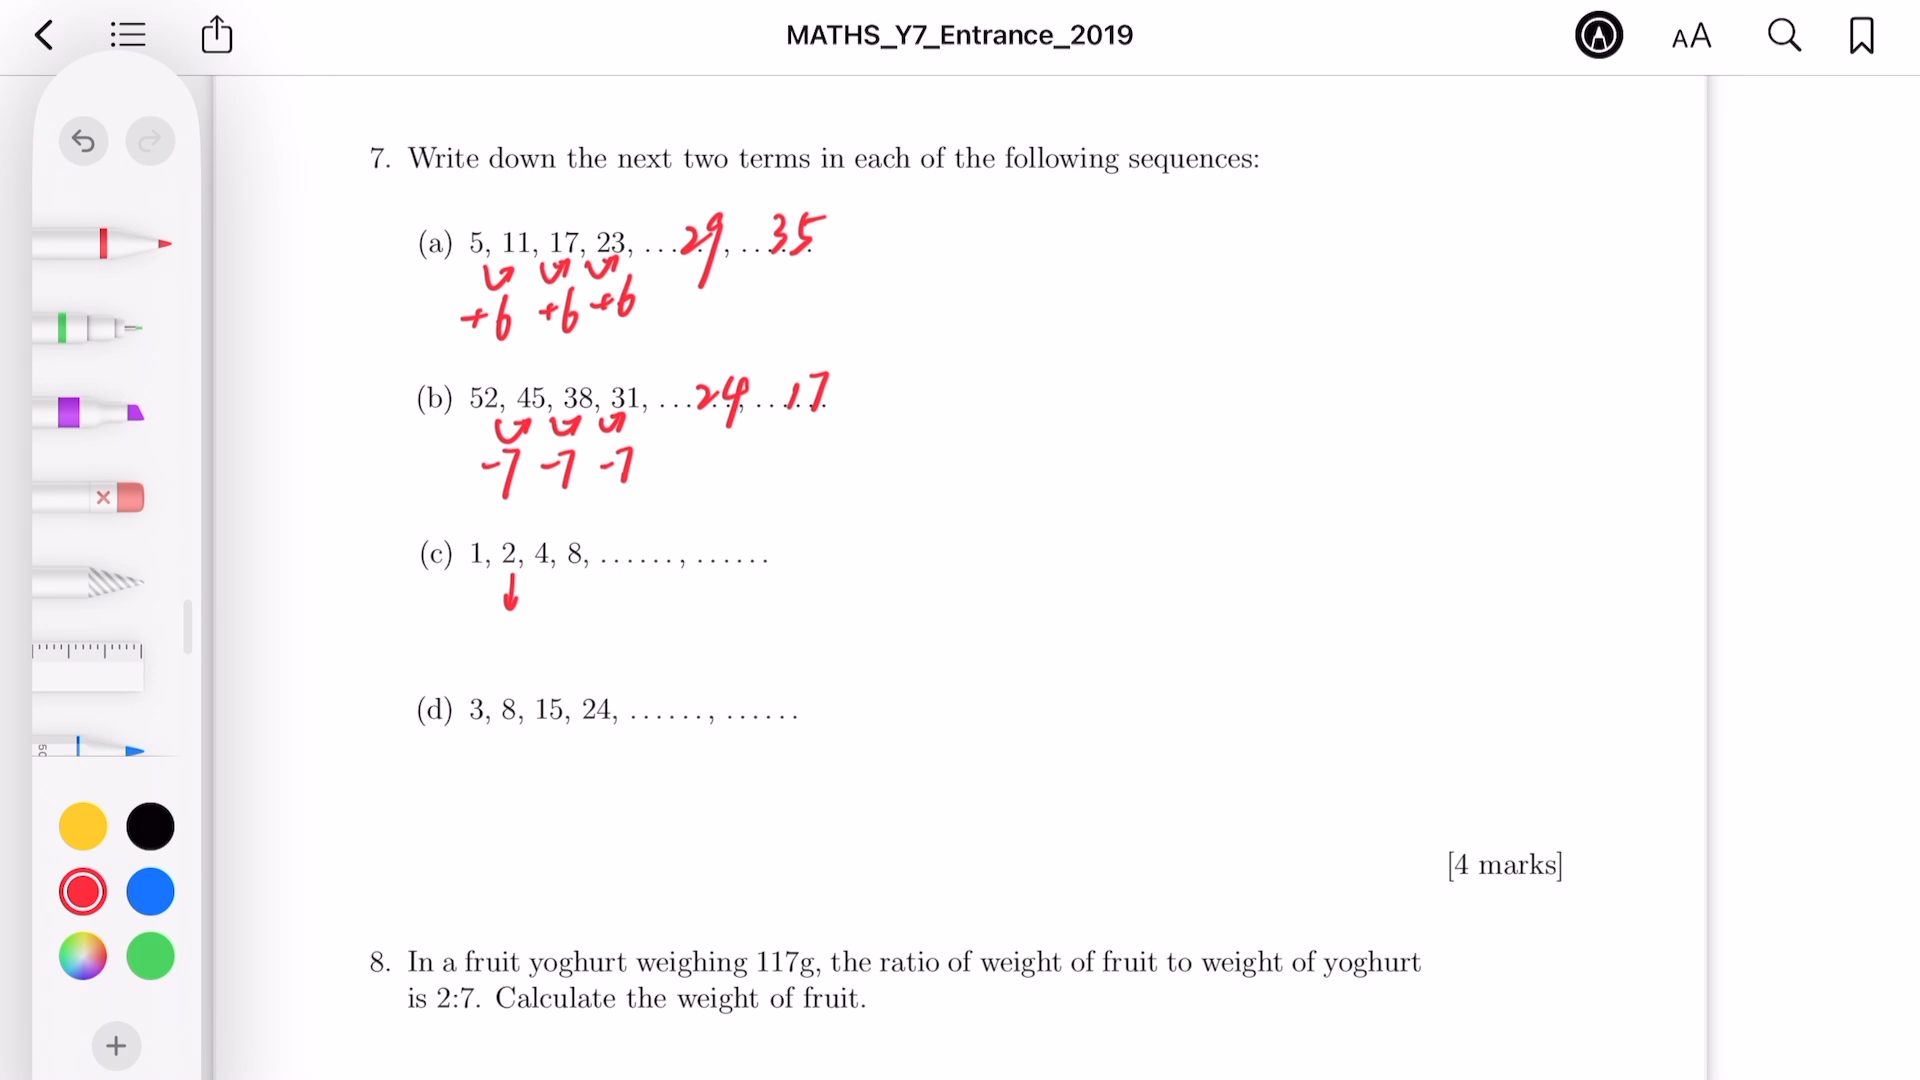 MATHS_Y7_Entrance_2019
AA
7. Write down the next two terms in each of the following sequences:
(a) 5, 11, 17, 23, ...... 29, ...... 35
+6 +6 +6
(b) 52, 45, 38, 31, ...... 24, ...... 17
-7 -7 -7
(c) 1, 2, 4, 8, ......, ......
50
(d) 3, 8, 15, 24, ......, ......
[4 marks]
8. In a fruit yoghurt weighing 117g, the ratio of weight of fruit to weight of yoghurt
is 2:7. Calculate the weight of fruit.